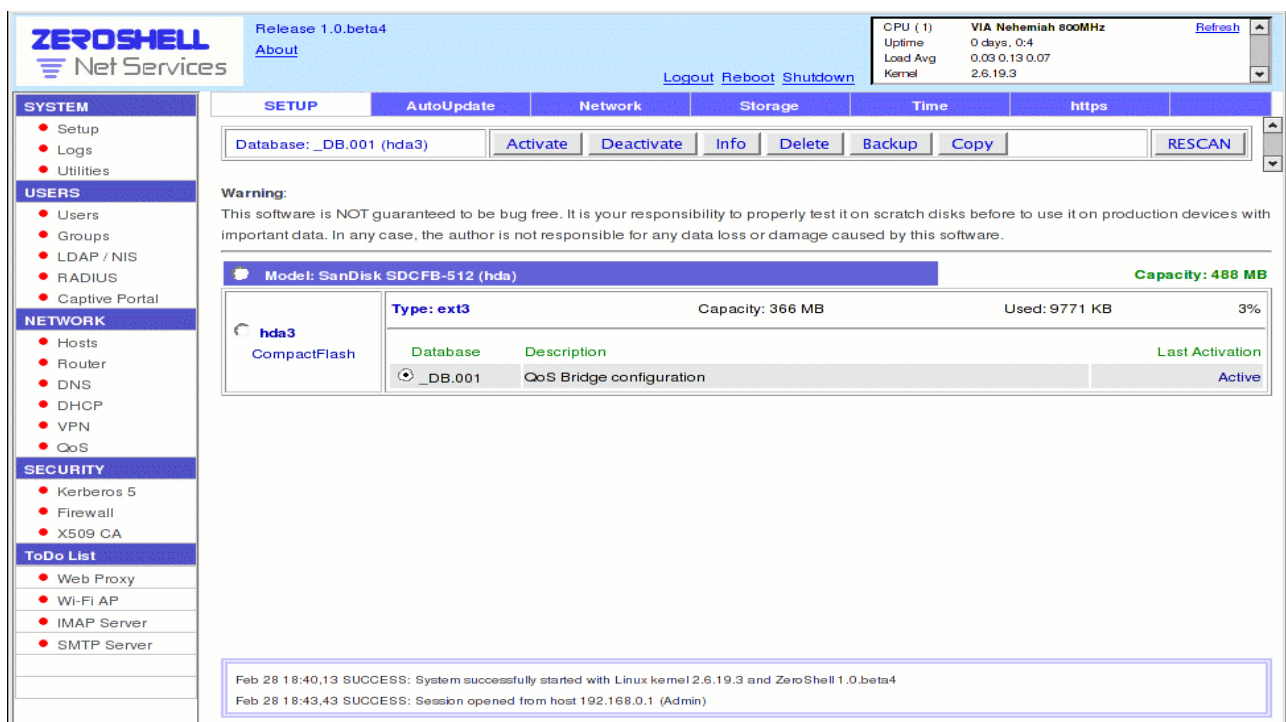 ZEROSHELL
Net Services
Release 1.0.beta4
About
Logout Reboot Shutdown
CPU (1) VIA Nehemiah 800MHz Refresh
Uptime 0 days, 0:4
Load Avg 0.03 0.13 0.07
Kernel 2.6.19.3
SYSTEM
Setup
Logs
Utilities
USERS
Users
Groups
LDAP / NIS
RADIUS
Captive Portal
NETWORK
Hosts
Router
DNS
DHCP
VPN
QoS
SECURITY
Kerberos 5
Firewall
X509 CA
ToDo List
Web Proxy
Wi-Fi AP
IMAP Server
SMTP Server
SETUP AutoUpdate Network Storage Time https
Database: _DB.001 (hda3) Activate Deactivate Info Delete Backup Copy RESCAN
Warning:
This software is NOT guaranteed to be bug free. It is your responsibility to properly test it on scratch disks before to use it on production devices with
important data. In any case, the author is not responsible for any data loss or damage caused by this software.
Model: SanDisk SDCFB-512 (hda) Capacity: 488 MB
hda3
CompactFlash
Type: ext3 Capacity: 366 MB Used: 9771 KB 3%
Database Description Last Activation
_DB.001 QoS Bridge configuration Active
Feb 28 18:40,13 SUCCESS: System successfully started with Linux kernel 2.6.19.3 and ZeroShell 1.0.beta4
Feb 28 18:43,43 SUCCESS: Session opened from host 192.168.0.1 (Admin)